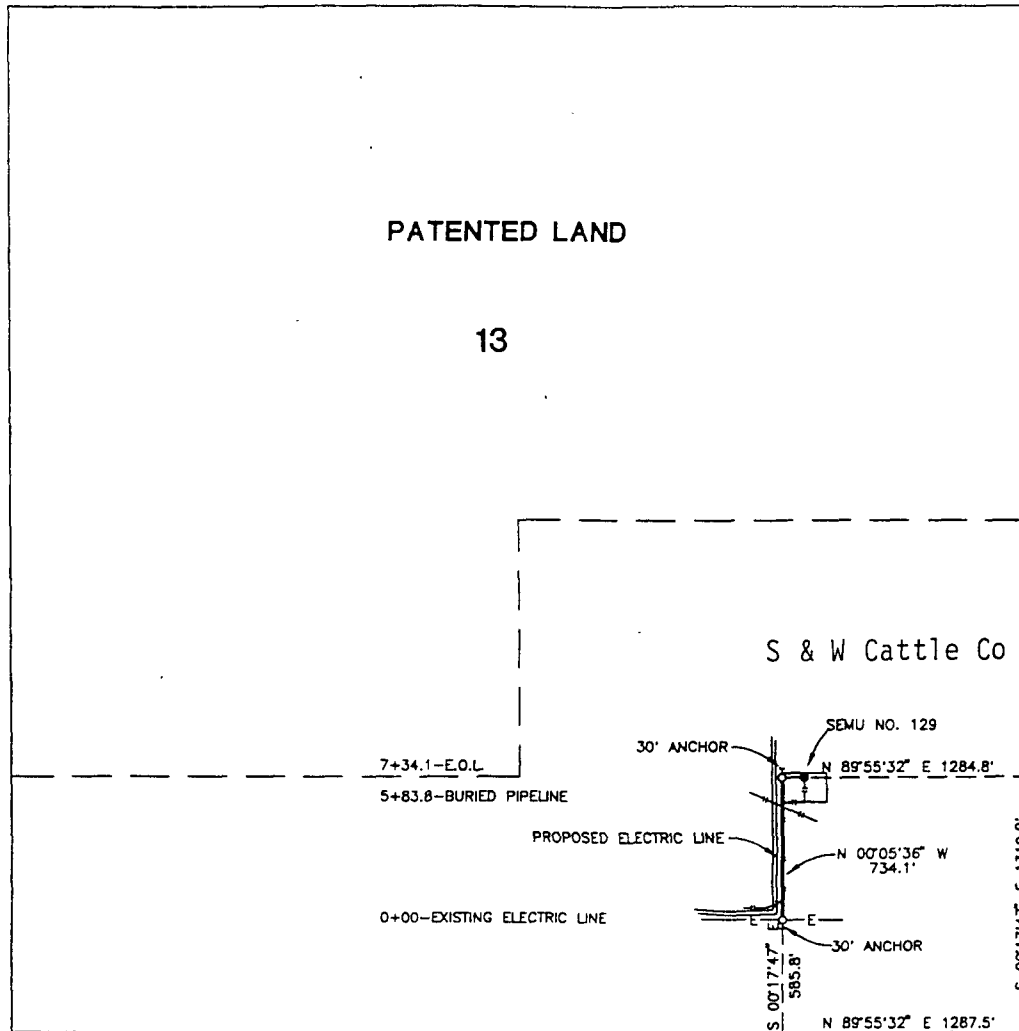 PATENTED LAND
13
S & W Cattle Co
SEMU NO. 129
30' ANCHOR
N 89°55'32" E 1284.8'
7+34.1-E.O.L.
5+83.8-BURIED PIPELINE
PROPOSED ELECTRIC LINE
N 00°05'36" W
734.1'
0+00-EXISTING ELECTRIC LINE
E E
30' ANCHOR
S 00°17'47" E
585.8'
N 89°55'32" E 1287.5'